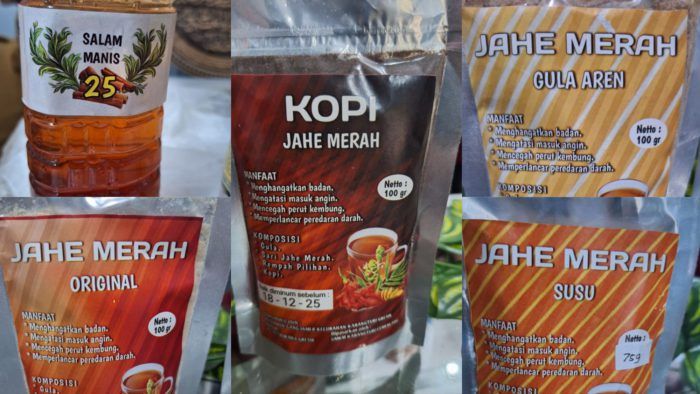 SALAM
MANIS
25
KOPI
JAHE MERAH
MANFAAT
* Menghangatkan badan.
* Mengatasi masuk angin.
* Mencegah perut kembung.
* Memperlancar peredaran darah.
Netto :
100 gr
KOMPOSISI
* Gula.
* Sari Jahe Merah.
* Rempah Pilihan.
* Kopi.
diminum sebelum :
18 - 12 - 25
JAHE MERAH
GULA AREN
MANFAAT
* Menghangatkan badan.
* Mengatasi masuk angin.
* Mencegah perut kembung.
* Memperlancar peredaran darah.
Netto :
100 gr
KOMPOSISI
JAHE MERAH
ORIGINAL
MANFAAT
* Menghangatkan badan.
* Mengatasi masuk angin.
* Mencegah perut kembung.
* Memperlancar peredaran darah.
Netto :
100 gr
KOMPOSISI
* Gula.
JAHE MERAH
SUSU
MANFAAT
* Menghangatkan badan.
* Mengatasi masuk angin.
* Mencegah perut kembung.
* Memperlancar peredaran darah.
75g
KOMPOSISI
* Gula.